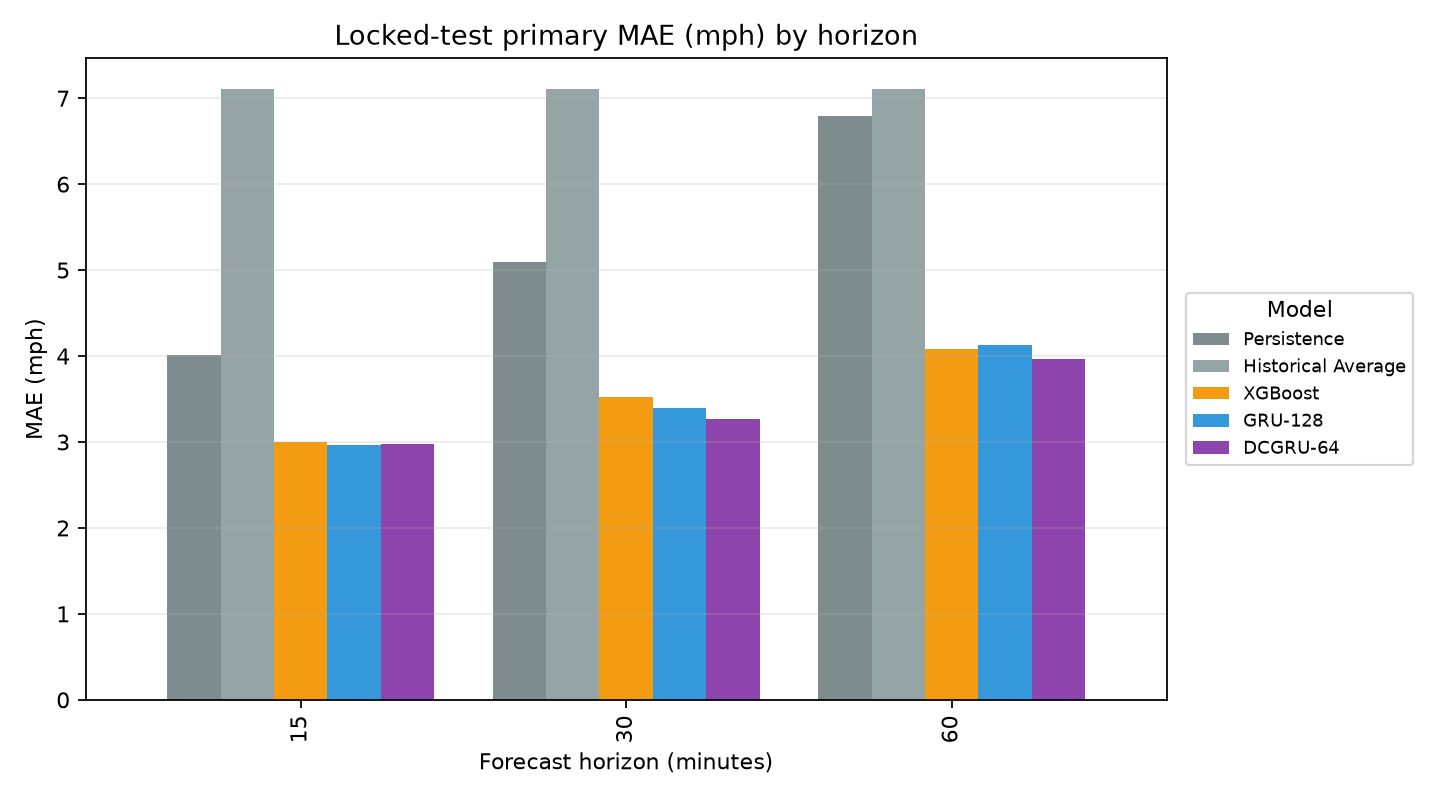 Locked-test primary MAE (mph) by horizon
MAE (mph)
7
6
5
4
3
2
1
0
15
30
60
Forecast horizon (minutes)
Model
Persistence
Historical Average
XGBoost
GRU-128
DCGRU-64